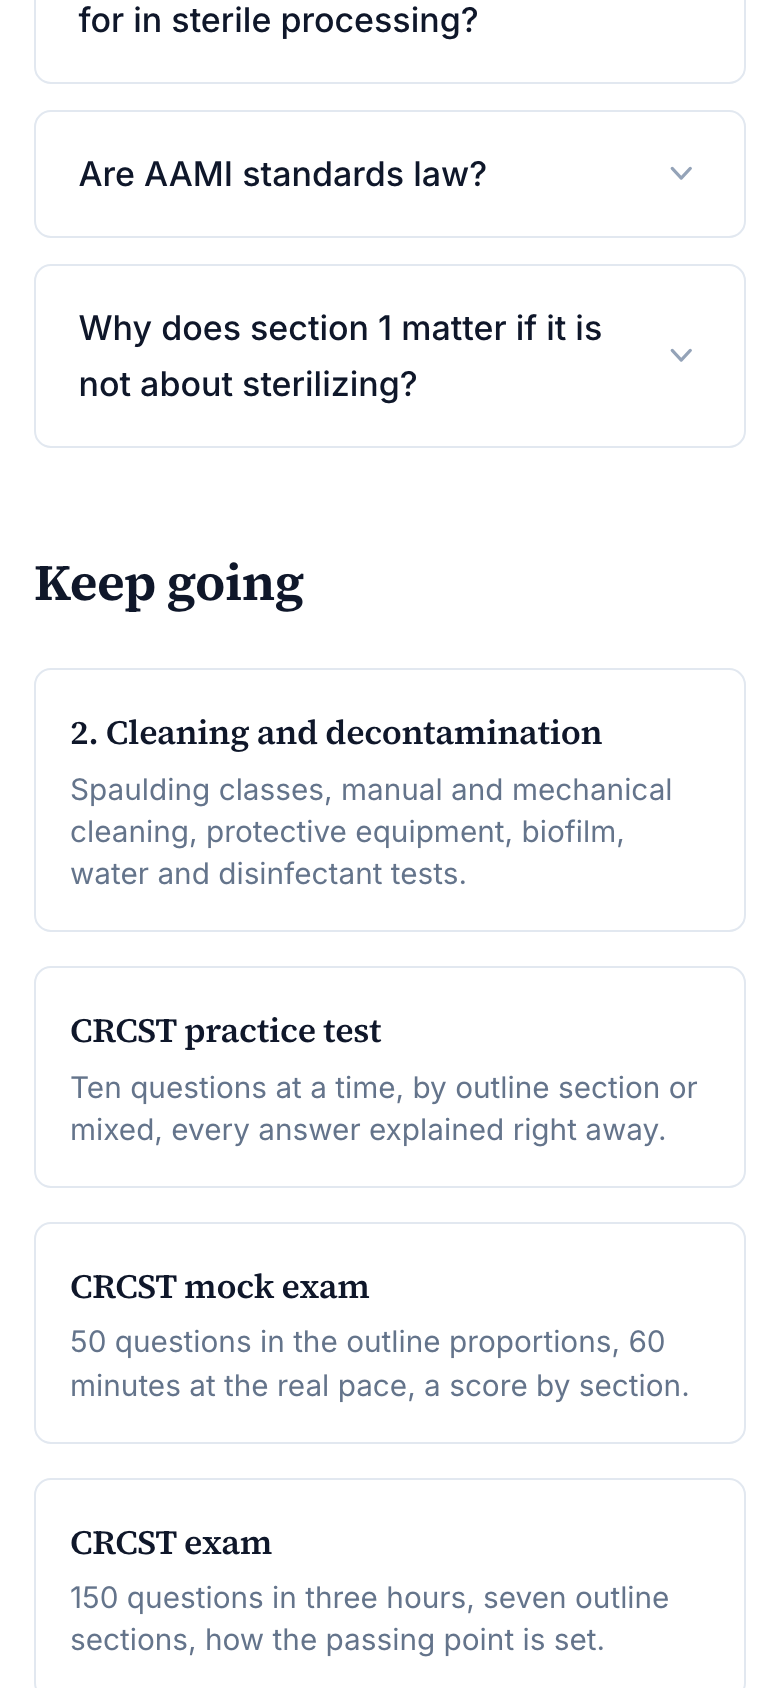 for in sterile processing?
Are AAMI standards law?
Why does section 1 matter if it is
not about sterilizing?
Keep going
2. Cleaning and decontamination
Spaulding classes, manual and mechanical
cleaning, protective equipment, biofilm,
water and disinfectant tests.
CRCST practice test
Ten questions at a time, by outline section or
mixed, every answer explained right away.
CRCST mock exam
50 questions in the outline proportions, 60
minutes at the real pace, a score by section.
CRCST exam
150 questions in three hours, seven outline
sections, how the passing point is set.